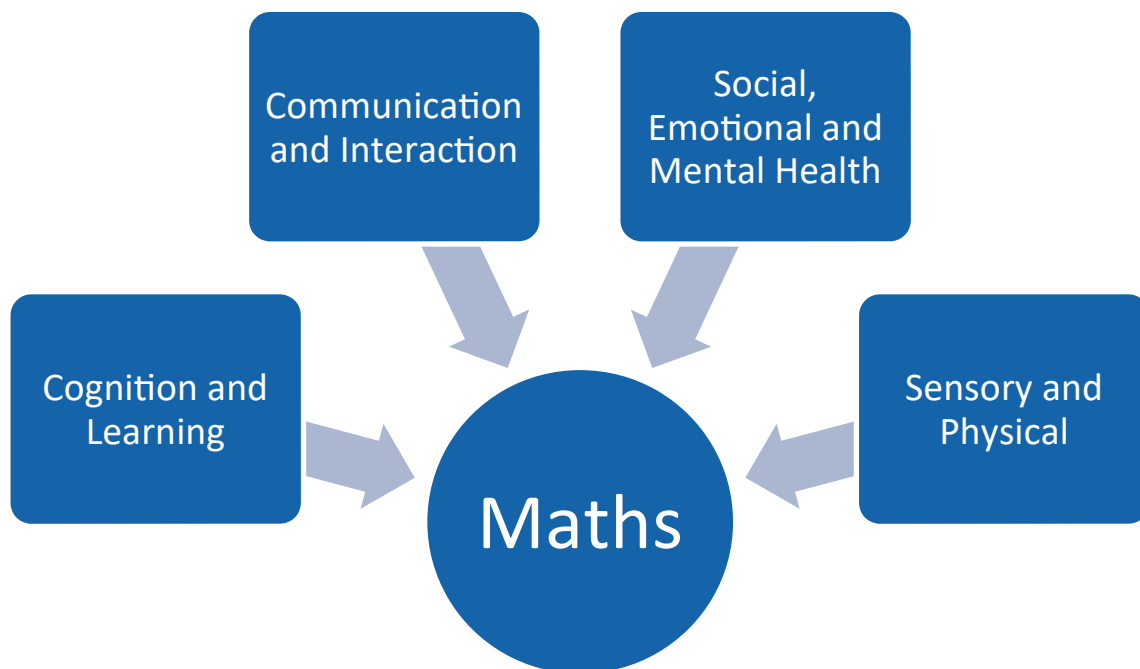 Communication
and Interaction
Social,
Emotional and
Mental Health
Cognition and
Learning
Sensory and
Physical
Maths